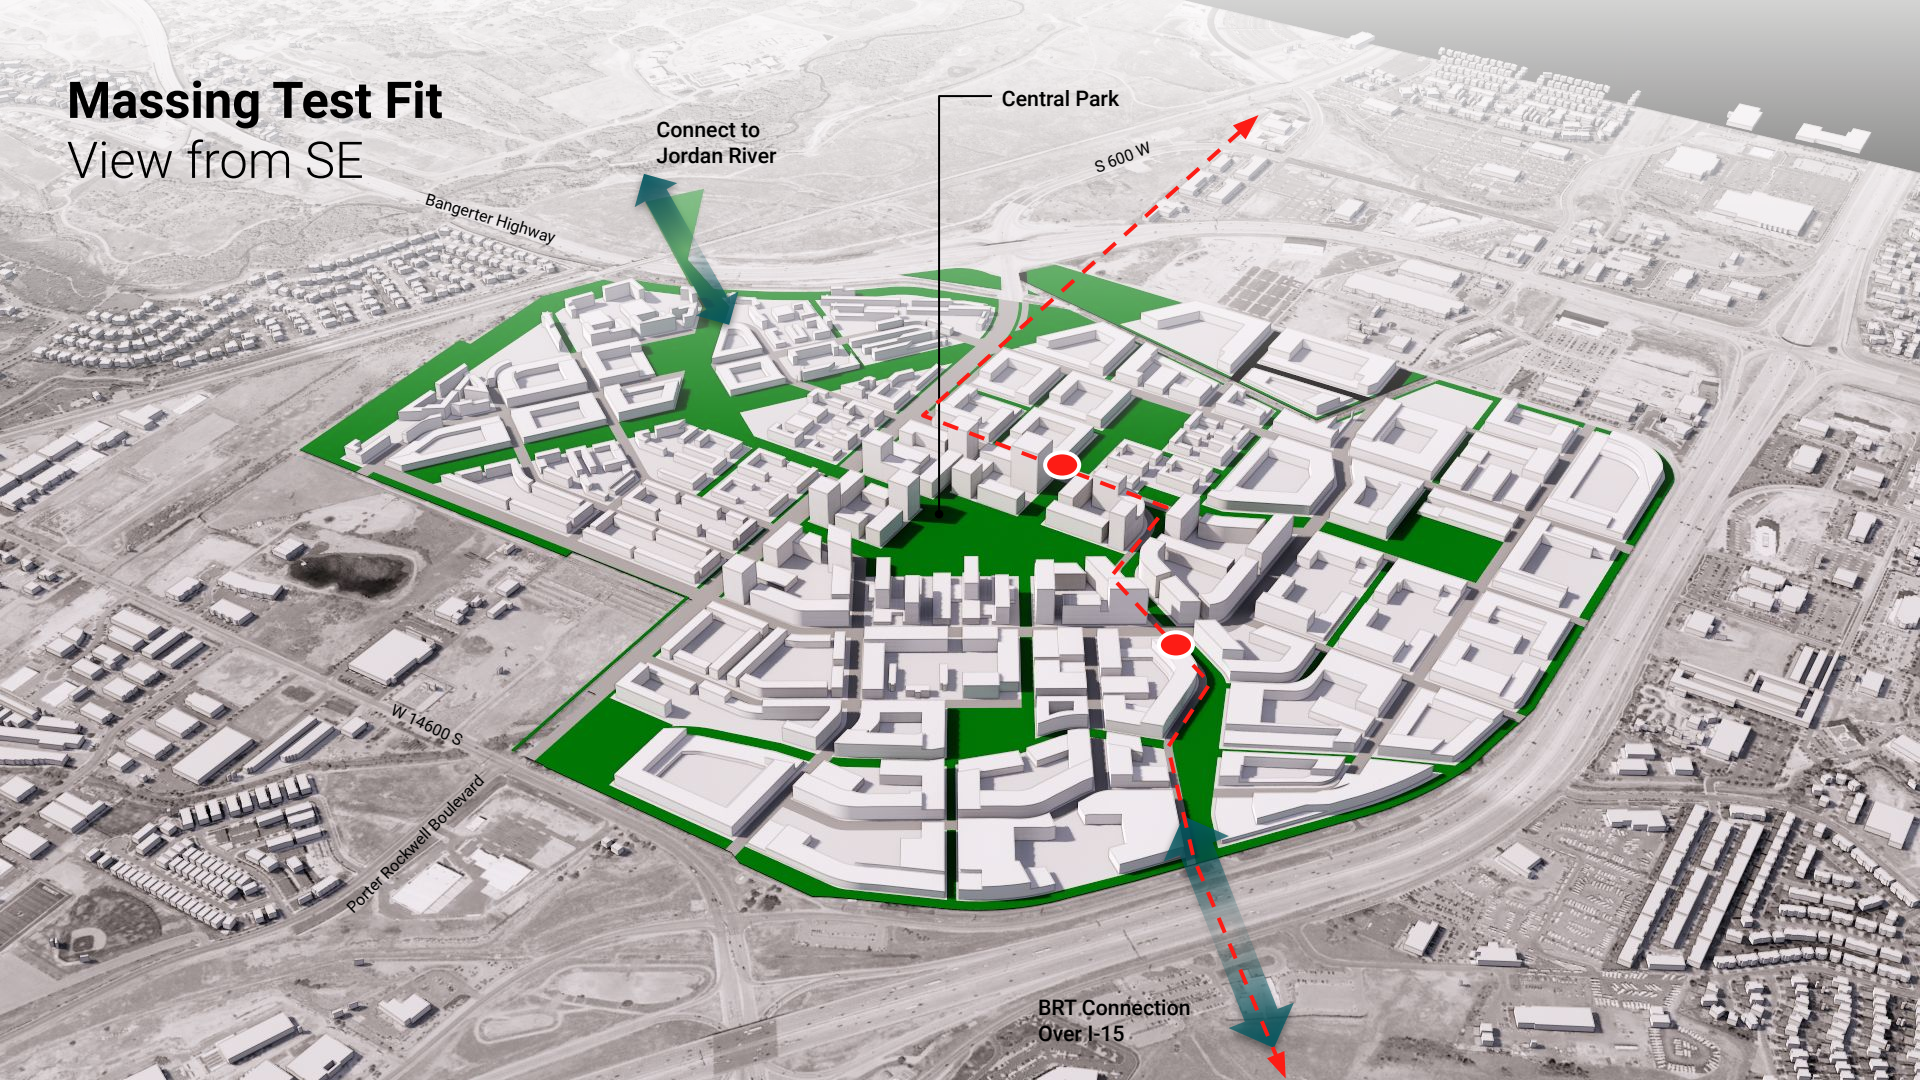 Massing Test Fit
View from SE
Central Park
Connect to
Jordan River
S 600 W
Bangerter Highway
W 14600 S
Porter Rockwell Boulevard
BRT Connection
Over I-15